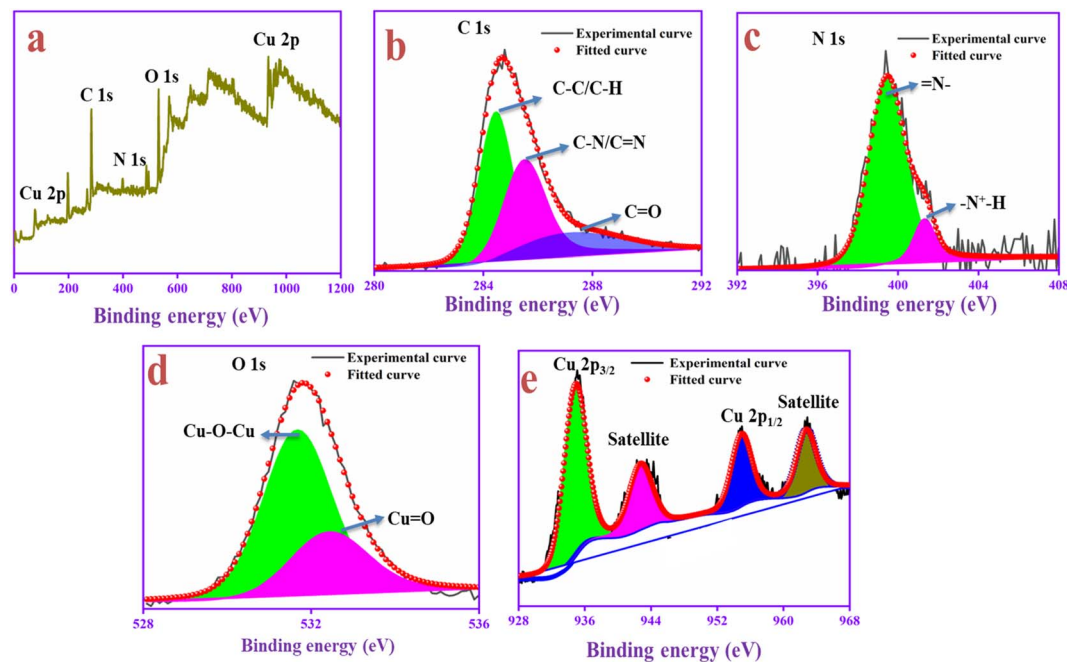 a
Cu 2p
C 1s
N 1s
O 1s
Cu 2p
0 200 400 600 800 1000 1200
Binding energy (eV)
b
C 1s
Experimental curve
Fitted curve
C-C/C-H
C-N/C=N
C=O
280 284 288 292
Binding energy (eV)
c
N 1s
Experimental curve
Fitted curve
=N-
-N⁺-H
392 396 400 404 408
Binding energy (eV)
d
O 1s
Experimental curve
Fitted curve
Cu-O-Cu
Cu=O
528 532 536
Binding energy (eV)
e
Cu 2p₃/₂
Experimental curve
Fitted curve
Satellite
Cu 2p₁/₂
Satellite
928 936 944 952 960 968
Binding energy (eV)